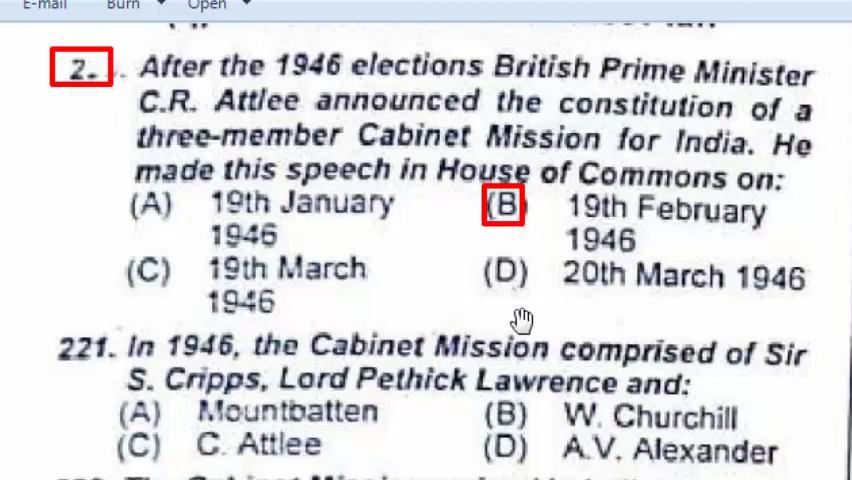 E-mail Burn Open
2. After the 1946 elections British Prime Minister
C.R. Attlee announced the constitution of a
three-member Cabinet Mission for India. He
made this speech in House of Commons on:
(A) 19th January (B) 19th February
1946 1946
(C) 19th March (D) 20th March 1946
1946
221. In 1946, the Cabinet Mission comprised of Sir
S. Cripps, Lord Pethick Lawrence and:
(A) Mountbatten (B) W. Churchill
(C) C. Attlee (D) A.V. Alexander